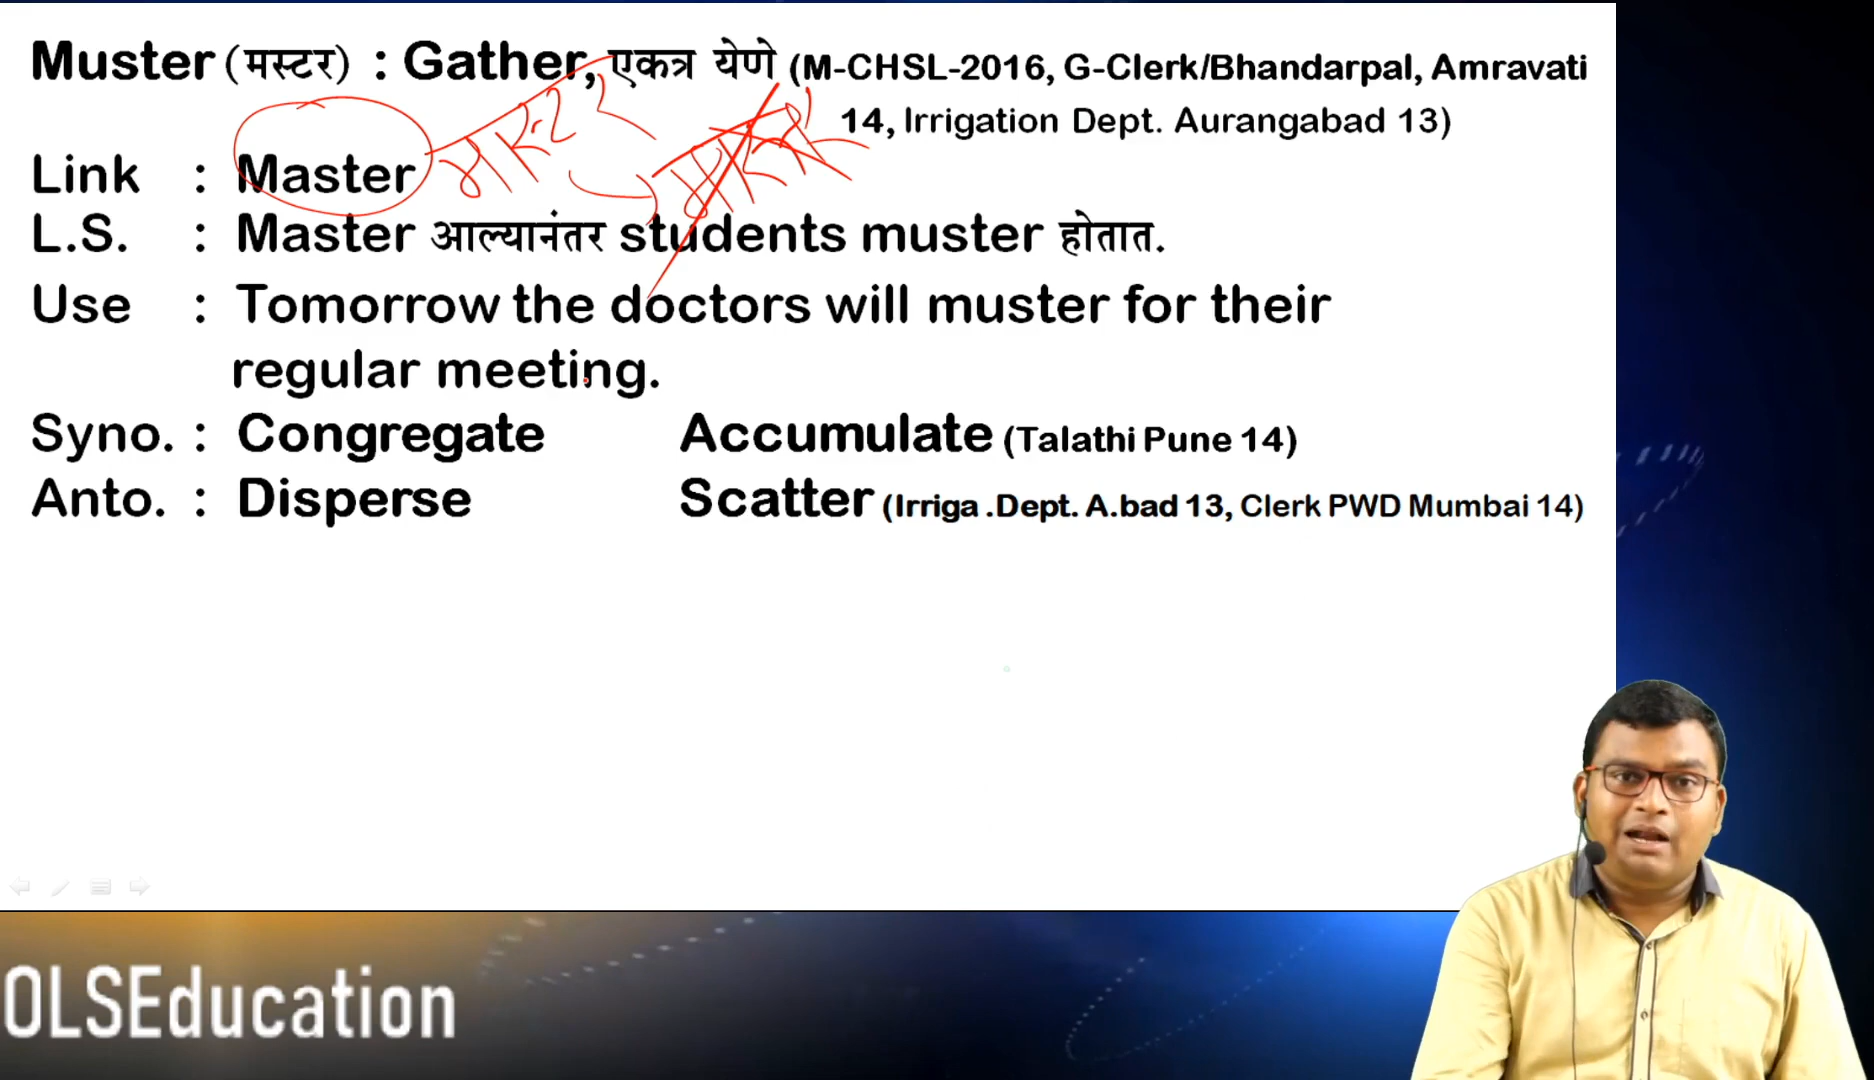 Muster (मस्टर) : Gather, एकत्र येणे (M-CHSL-2016, G-Clerk/Bhandarpal, Amravati
14, Irrigation Dept. Aurangabad 13)
Link : Master
L.S. : Master आल्यानंतर students muster होतात.
Use : Tomorrow the doctors will muster for their
regular meeting.
Syno. : Congregate Accumulate (Talathi Pune 14)
Anto. : Disperse Scatter (Irriga .Dept. A.bad 13, Clerk PWD Mumbai 14)
OLSEducation